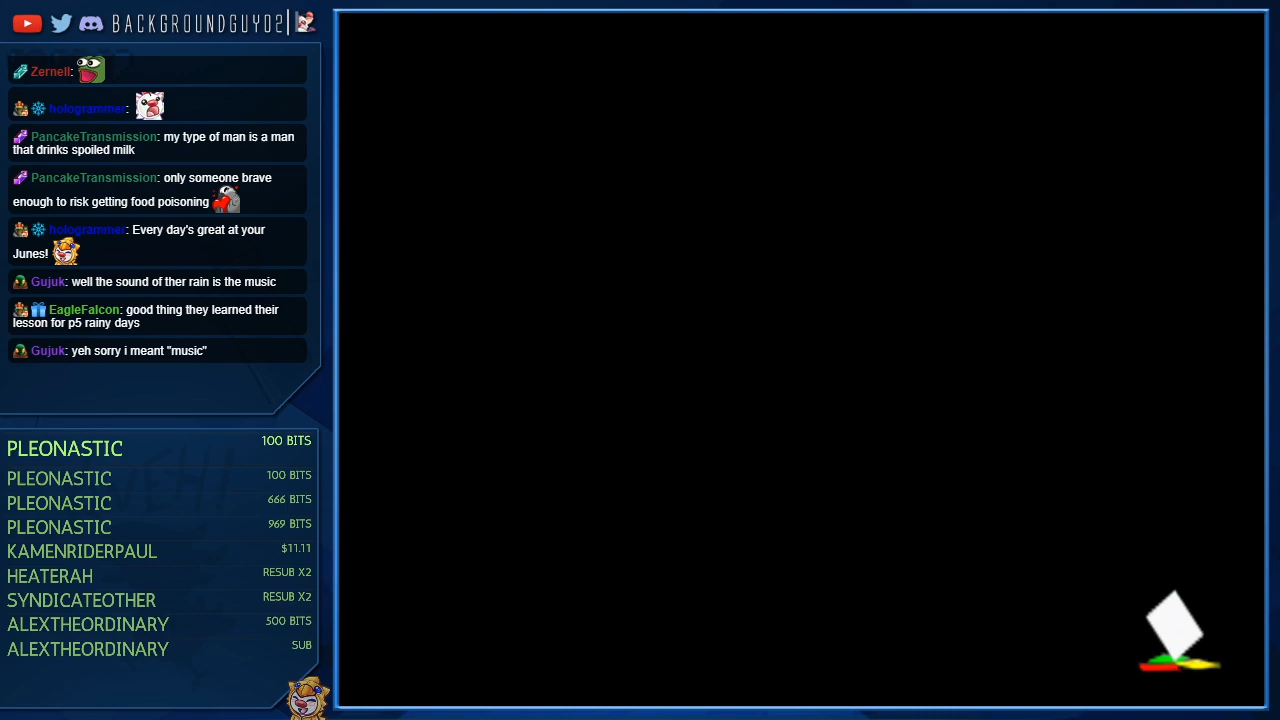 BACKGROUNDGUY02
Zernell:
hologrammer:
PancakeTransmission: my type of man is a man
that drinks spoiled milk
PancakeTransmission: only someone brave
enough to risk getting food poisoning
hologrammer: Every day's great at your
Junes!
Gujuk: well the sound of ther rain is the music
EagleFalcon: good thing they learned their
lesson for p5 rainy days
Gujuk: yeh sorry i meant "music"
PLEONASTIC 100 BITS
PLEONASTIC 100 BITS
PLEONASTIC 666 BITS
PLEONASTIC 969 BITS
KAMENRIDERPAUL $11.11
HEATERAH RESUB X2
SYNDICATEOTHER RESUB X2
ALEXTHEORDINARY 500 BITS
ALEXTHEORDINARY SUB